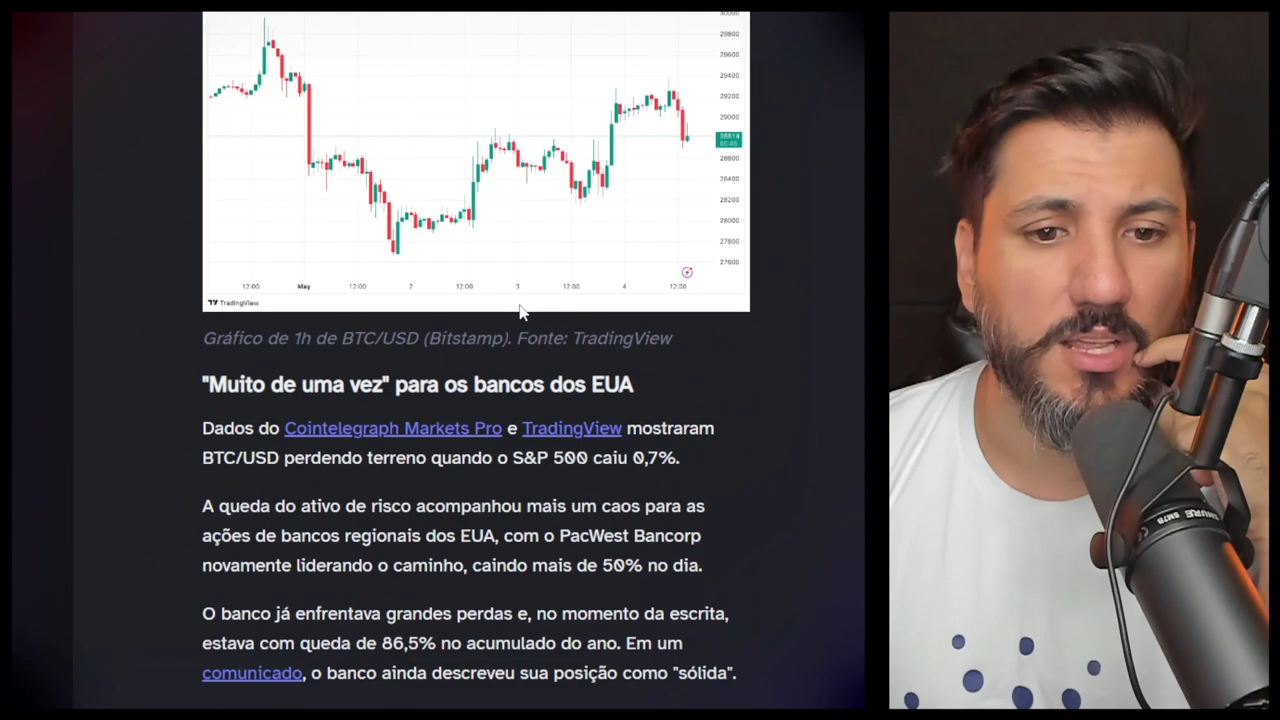 30000
29800
29600
29400
29200
29000
28814
28600
28400
28200
28000
27800
27600
12:00 May 12:00 2 12:00 3 12:00 4 12:00
TradingView
Gráfico de 1h de BTC/USD (Bitstamp). Fonte: TradingView
"Muito de uma vez" para os bancos dos EUA
Dados do Cointelegraph Markets Pro e TradingView mostraram
BTC/USD perdendo terreno quando o S&P 500 caiu 0,7%.
A queda do ativo de risco acompanhou mais um caos para as
ações de bancos regionais dos EUA, com o PacWest Bancorp
novamente liderando o caminho, caindo mais de 50% no dia.
O banco já enfrentava grandes perdas e, no momento da escrita,
estava com queda de 86,5% no acumulado do ano. Em um
comunicado, o banco ainda descreveu sua posição como "sólida".
SHURE SM7B